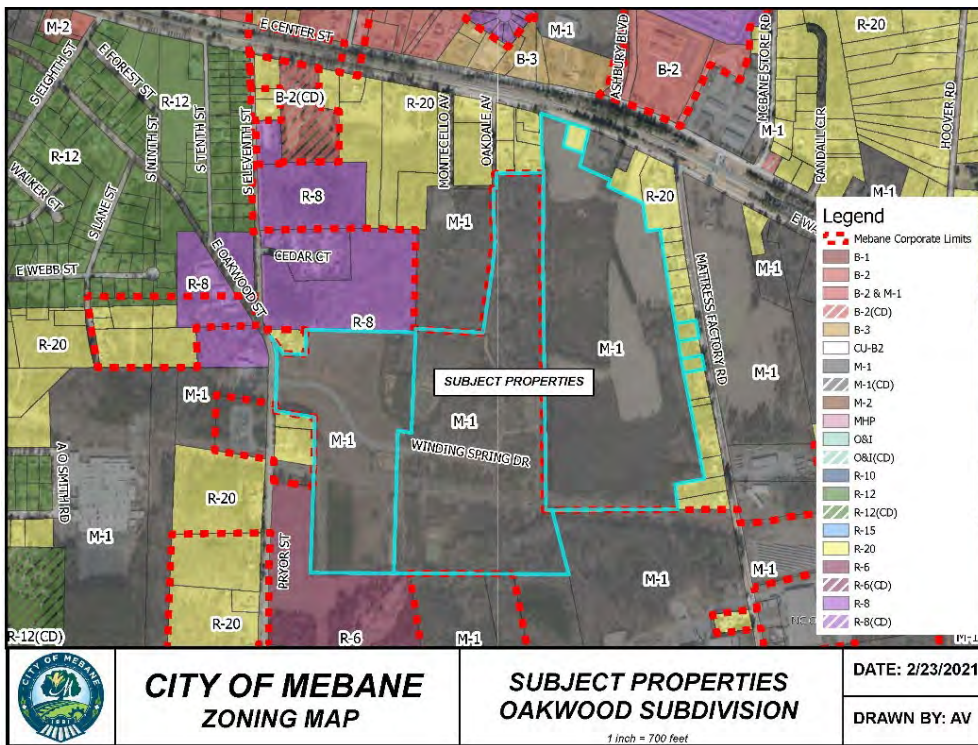 M-2
E CENTER ST
S EIGHTH ST
E FOREST ST
R-12
S NINTH ST
S TENTH ST
S ELEVENTH ST
B-2(CD)
R-20
MONTECELLO AV
OAKDALE AV
B-3
M-1
ASHBURY BLVD
B-2
MCBANE STORE RD
M-1
R-20
RANDALL CIR
HOOVER RD
M-1
R-12
WALKER CT
S LANE ST
E WEBB ST
R-8
E OAKWOOD ST
R-8
CEDAR CT
R-8
M-1
R-20
MATTRESS FACTORY RD
M-1
M-1
M-1
R-20
M-1
M-1
SUBJECT PROPERTIES
M-1
WINDING SPRING DR
R-20
A O SMITH RD
M-1
PRYOR ST
R-20
R-12(CD)
R-6
M-1
M-1
M-1
M-1
Legend
Mebane Corporate Limits
B-1
B-2
B-2 & M-1
B-2(CD)
B-3
CU-B2
M-1
M-1(CD)
M-2
MHP
O&I
O&I(CD)
R-10
R-12
R-12(CD)
R-15
R-20
R-6
R-6(CD)
R-8
R-8(CD)
CITY OF MEBANE
1881
CITY OF MEBANE
ZONING MAP
SUBJECT PROPERTIES
OAKWOOD SUBDIVISION
1 inch = 700 feet
DATE: 2/23/2021
DRAWN BY: AV